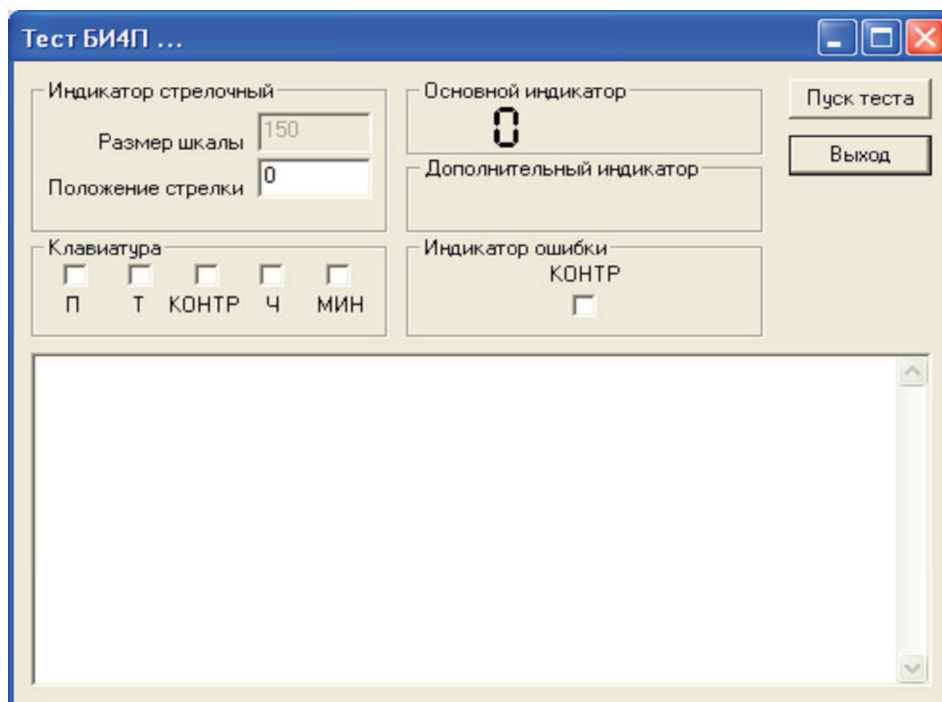 Тест БИ4П ...
Индикатор стрелочный
Размер шкалы 150
Положение стрелки 0
Основной индикатор
0
Дополнительный индикатор
Пуск теста
Выход
Клавиатура
П Т КОНТР Ч МИН
Индикатор ошибки
КОНТР